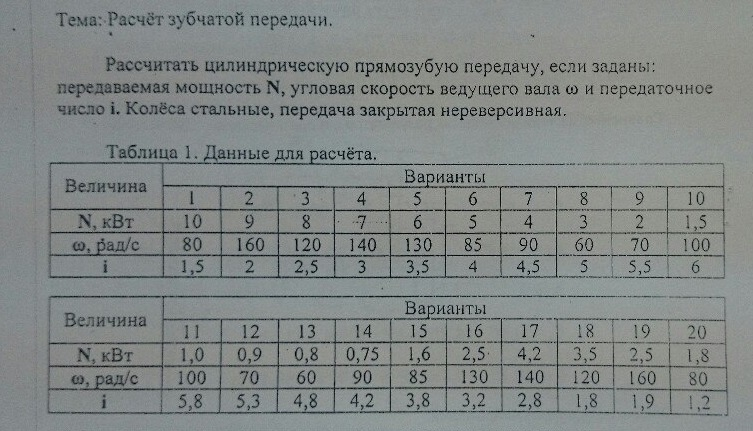 Тема: Расчёт зубчатой передачи.
Рассчитать цилиндрическую прямозубую передачу, если заданы:
передаваемая мощность N, угловая скорость ведущего вала ω и передаточное
число i. Колёса стальные, передача закрытая нереверсивная.
Таблица 1. Данные для расчёта.
Величина Варианты
1 2 3 4 5 6 7 8 9 10
N, кВт 10 9 8 7 6 5 4 3 2 1,5
ω, рад/с 80 160 120 140 130 85 90 60 70 100
i 1,5 2 2,5 3 3,5 4 4,5 5 5,5 6
Величина Варианты
11 12 13 14 15 16 17 18 19 20
N, кВт 1,0 0,9 0,8 0,75 1,6 2,5 4,2 3,5 2,5 1,8
ω, рад/с 100 70 60 90 85 130 140 120 160 80
i 5,8 5,3 4,8 4,2 3,8 3,2 2,8 1,8 1,9 1,2